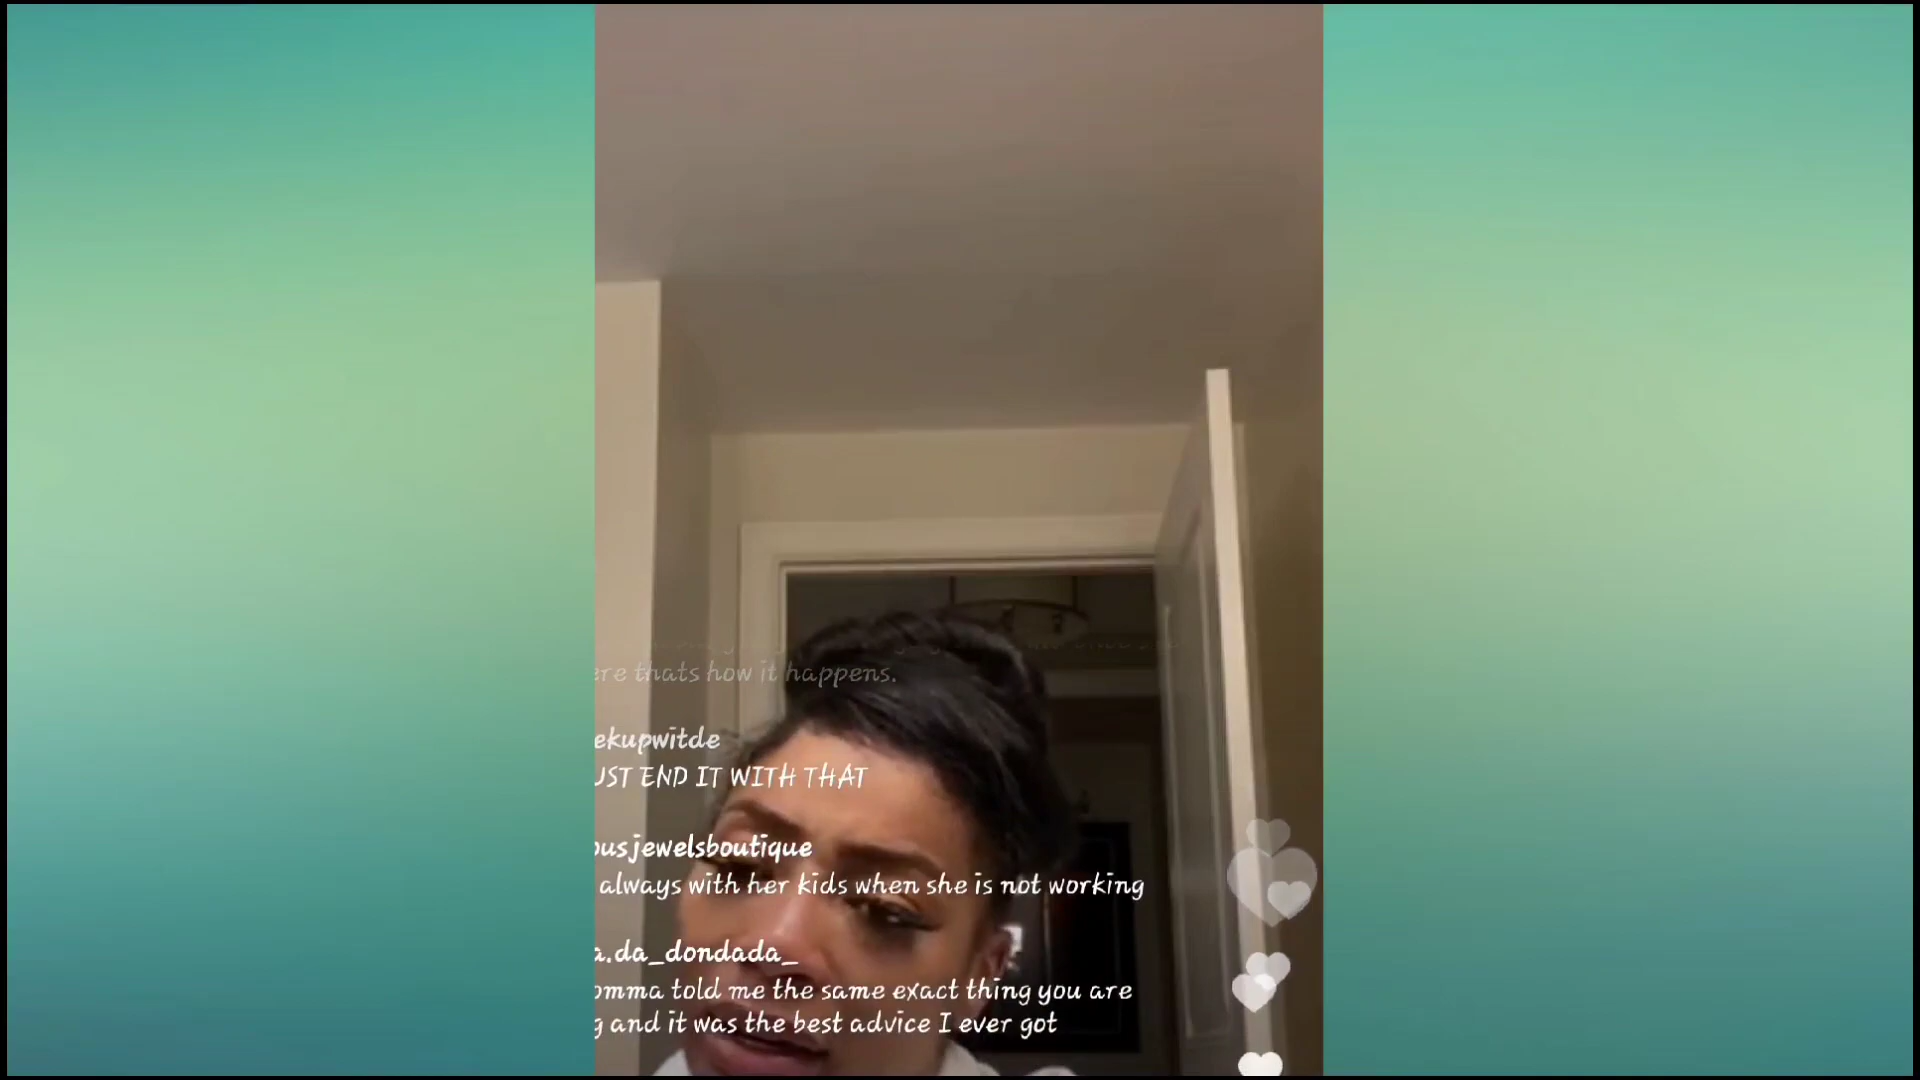 ere thats how it happens.
ekupwitde
UST END IT WITH THAT
ousjewelsboutique
always with her kids when she is not working
a.da_dondada_
omma told me the same exact thing you are
g and it was the best advice I ever got